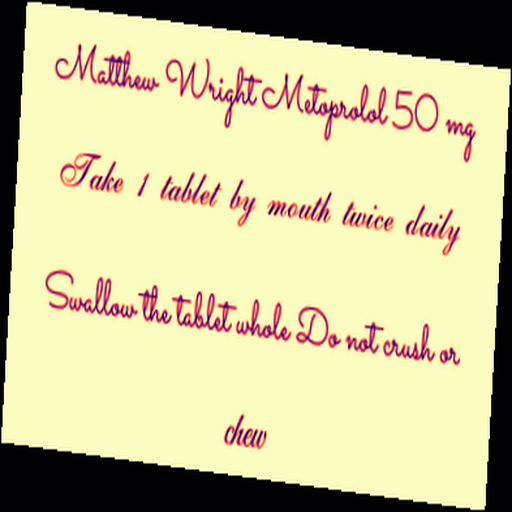 Matthew Wright Metoprolol 50 mg
Take 1 tablet by mouth twice daily
Swallow the tablet whole Do not crush or
chew